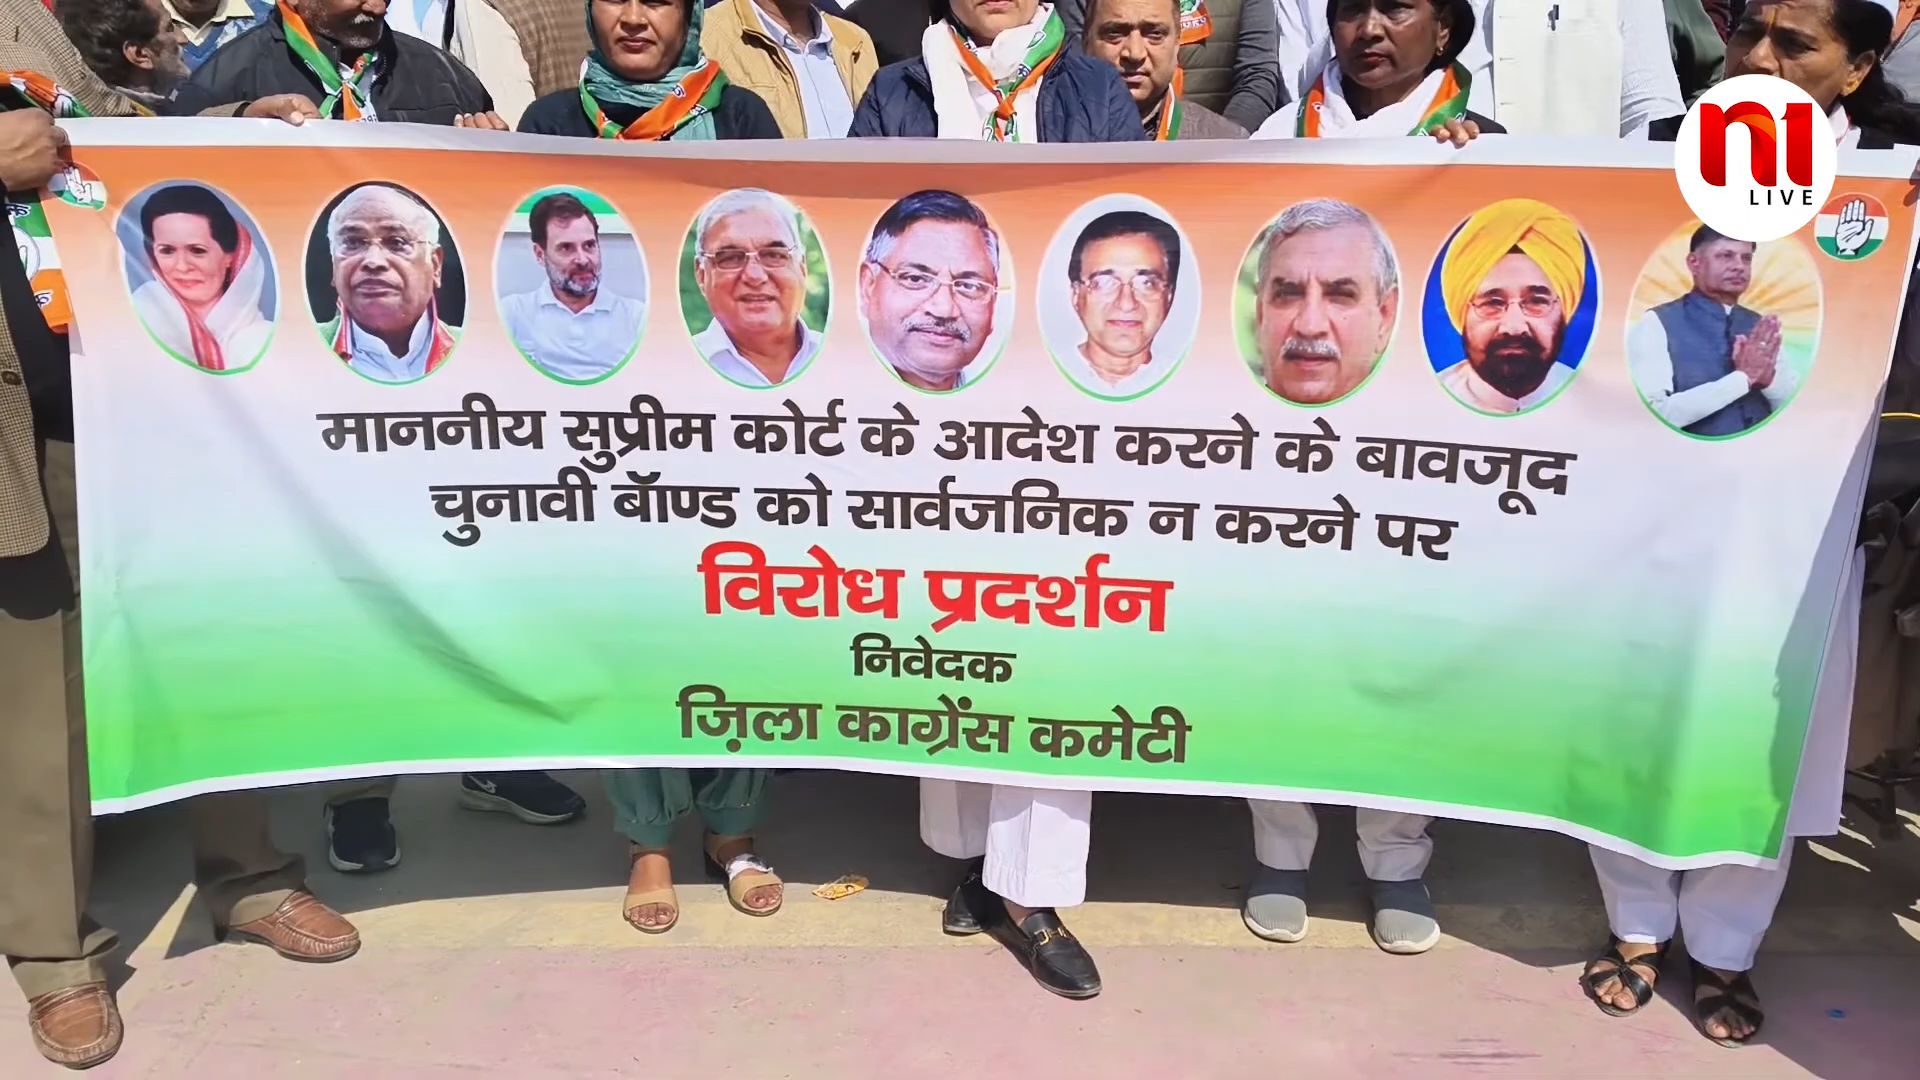 n1
LIVE
माननीय सुप्रीम कोर्ट के आदेश करने के बावजूद
चुनावी बॅाण्ड को सार्वजनिक न करने पर
विरोध प्रदर्शन
निवेदक
ज़िला काग्रेंस कमेटी